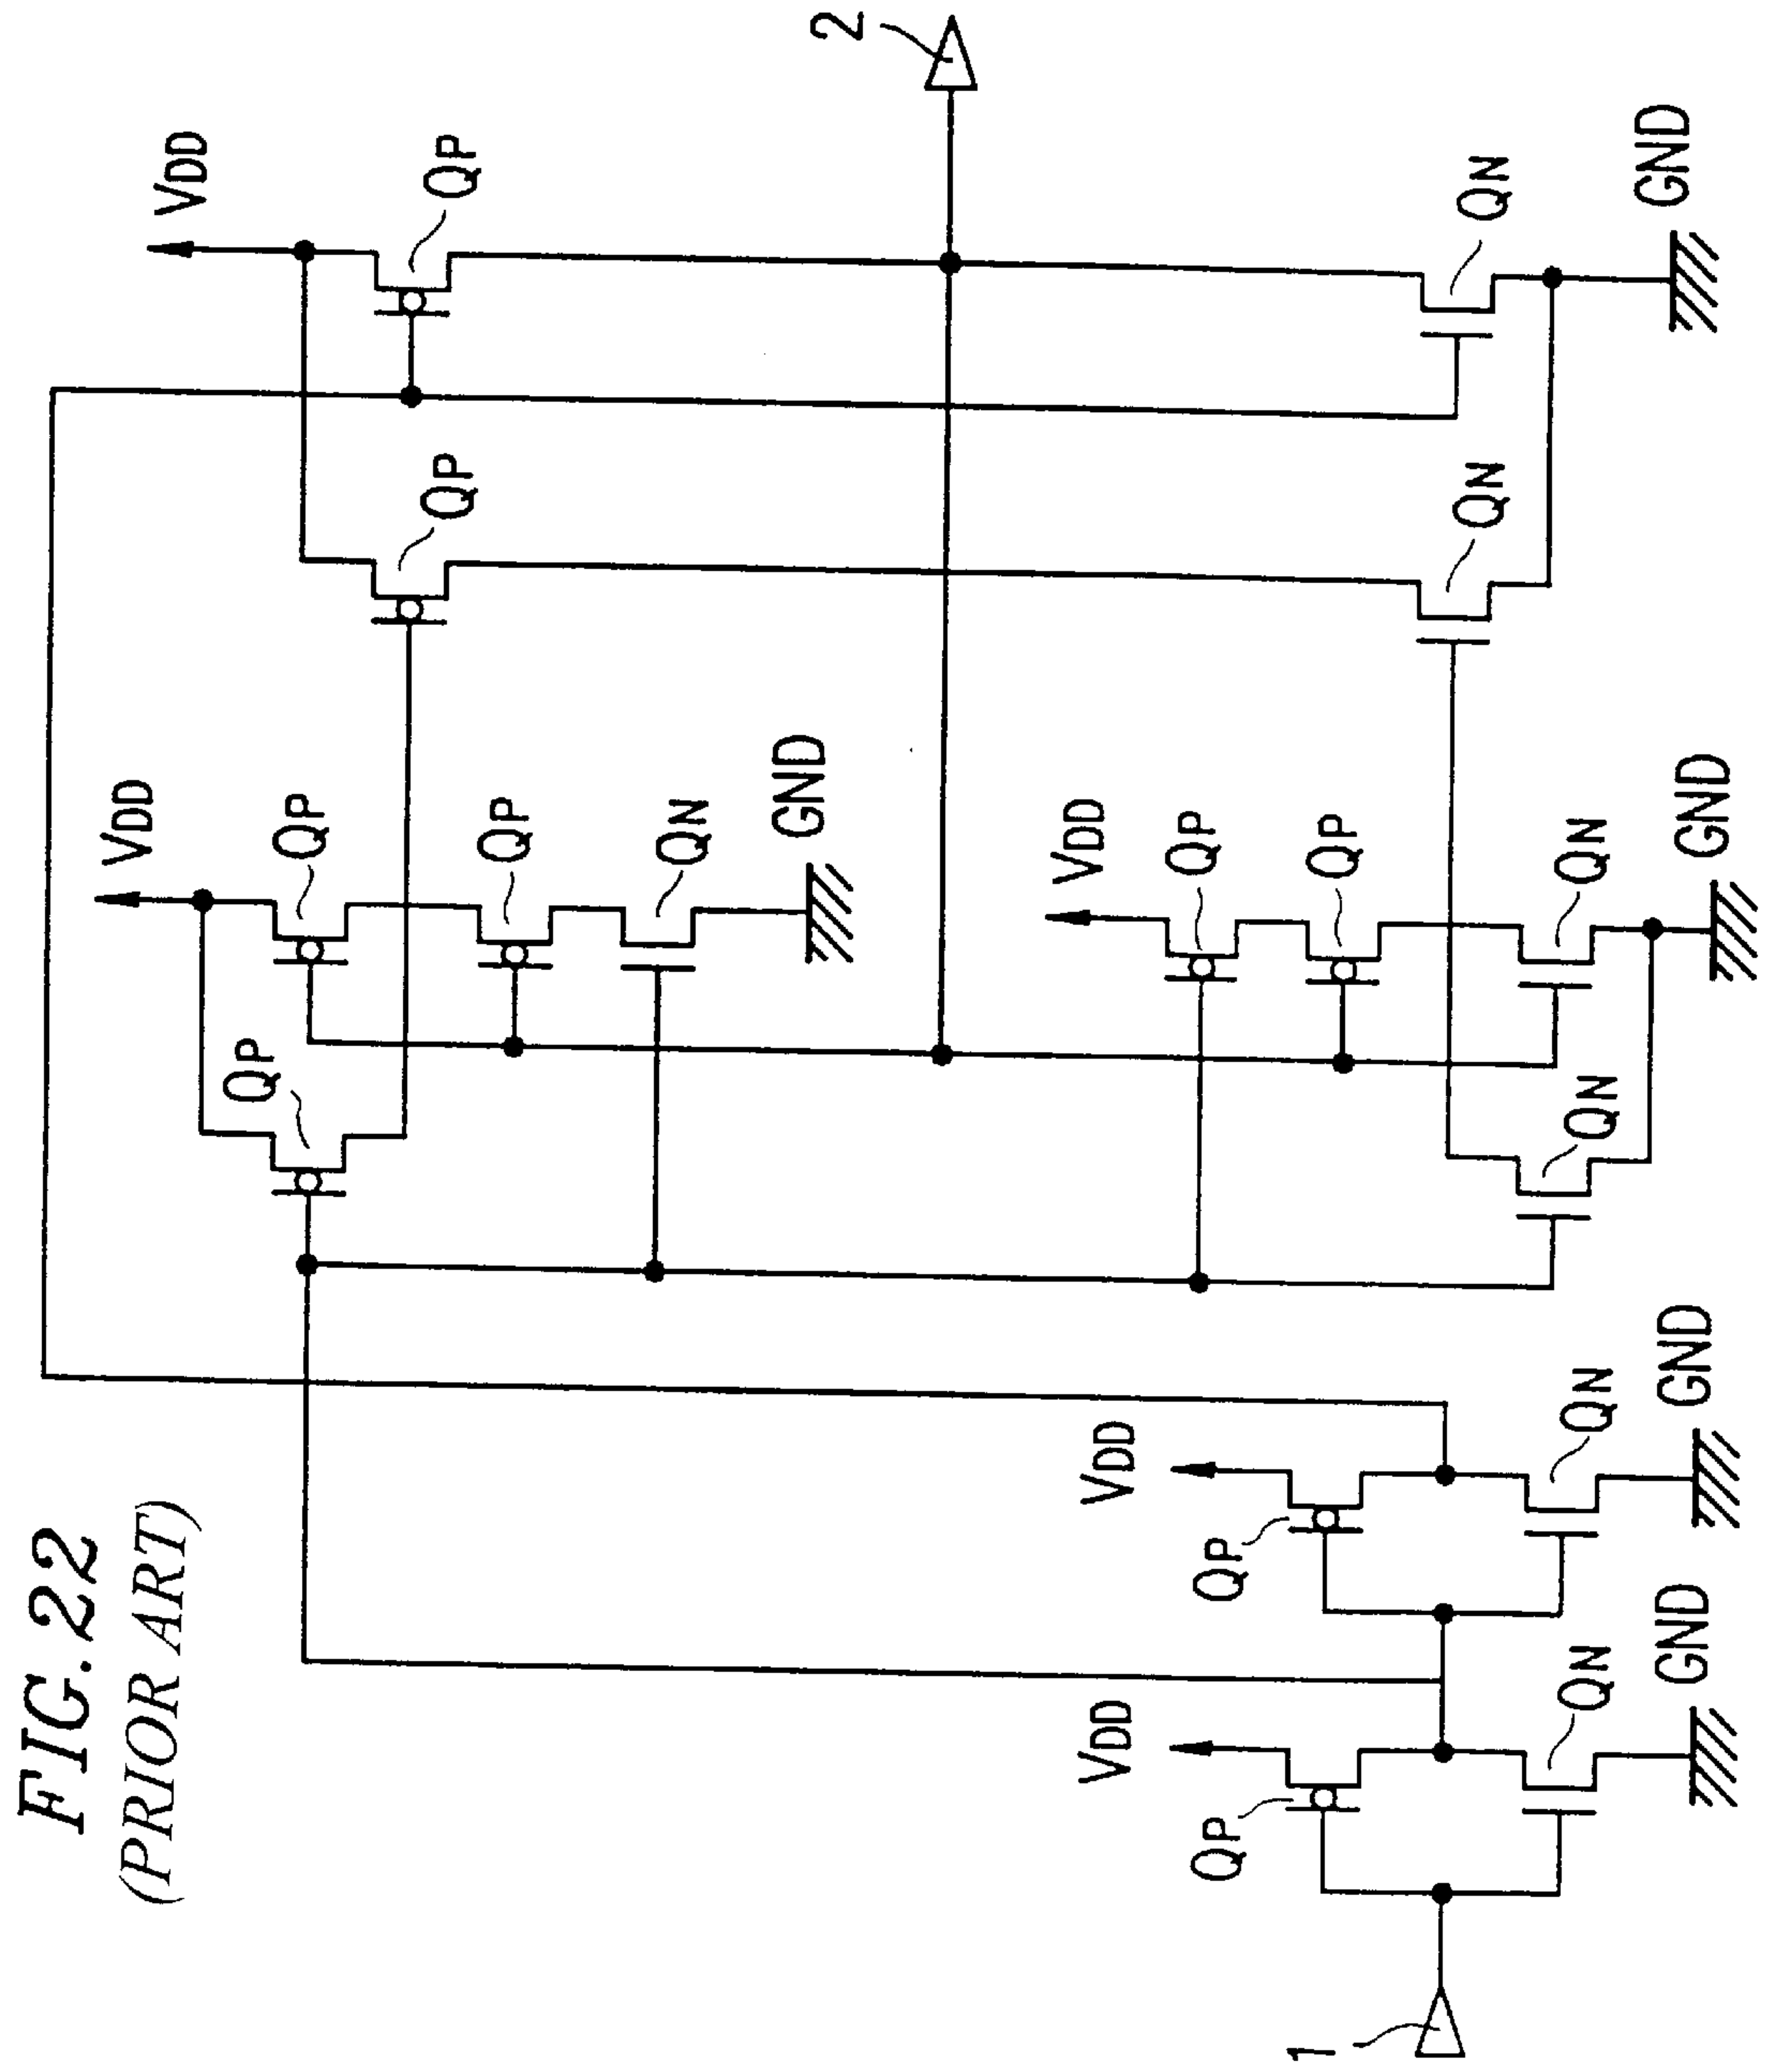 FIG.22
(PRIOR ART)
VDD
VDD
QP
QP
QP
QP
QP
QN
GND
2
VDD
VDD
VDD
QP
QP
QP
QP
1
QN
QN
QN
QN
QN
QN
GND
GND
GND
GND